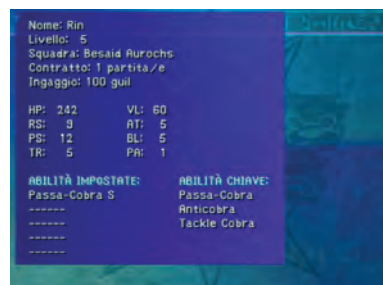 Nome: Rin
Livello: 5
Squadra: Besaid Aurochs
Contratto: 1 partita/e
Ingaggio: 100 guil
HP: 242 VL: 60
RS: 9 AT: 5
PS: 12 BL: 5
TR: 5 PA: 1
ABILITÀ IMPOSTATE: ABILITÀ CHIAVE:
Passa-Cobra S Passa-Cobra
------ Anticobra
------ Tackle Cobra
------
------